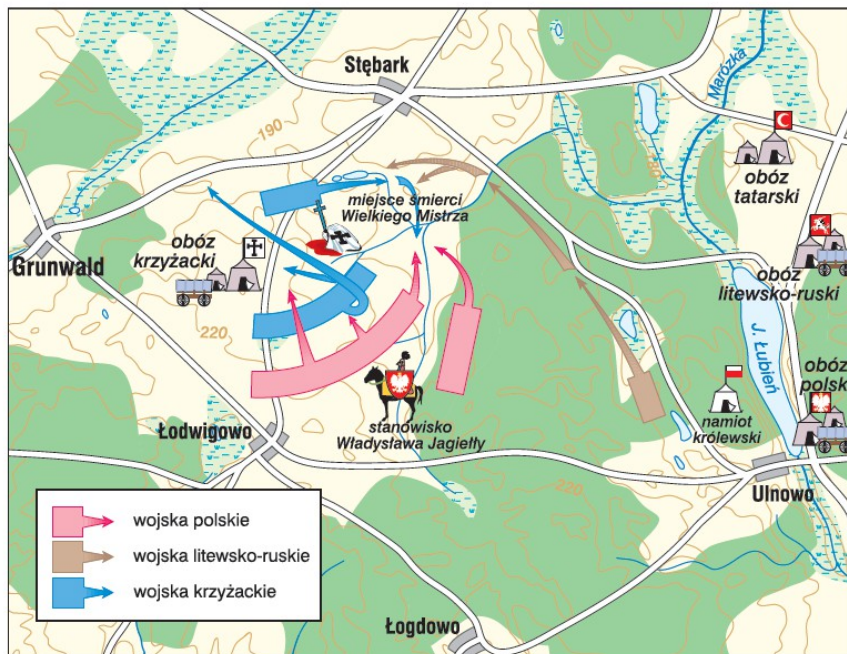 Stębark
190
Marózka
180
obóz
tatarski
miejsce śmierci
Wielkiego Mistrza
obóz
krzyżacki
Grunwald
obóz
litewsko-ruski
220
J. Łubień
obóz
polski
namiot
królewski
stanowisko
Władysława Jagiełły
Łodwigowo
220
Ulnowo
wojska polskie
wojska litewsko-ruskie
wojska krzyżackie
Łogdowo